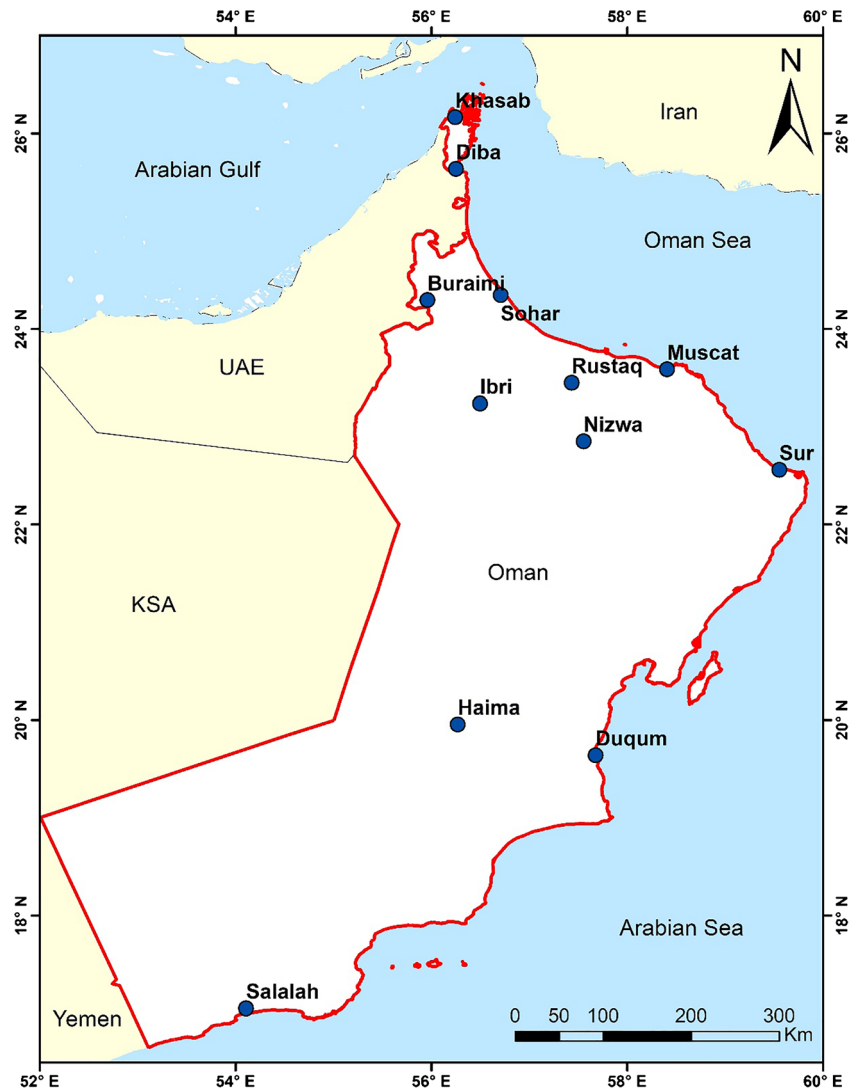 54° E 56° E 58° E 60° E
N
Khasab
Iran
26° N 26° N
Diba
Arabian Gulf
Oman Sea
Buraimi
Sohar
24° N 24° N
Muscat
UAE
Rustaq
Ibri
Nizwa
Sur
22° N 22° N
Oman
KSA
Haima
20° N 20° N
Duqum
18° N 18° N
Arabian Sea
Salalah
Yemen
0 50 100 200 300
Km
52° E 54° E 56° E 58° E 60° E